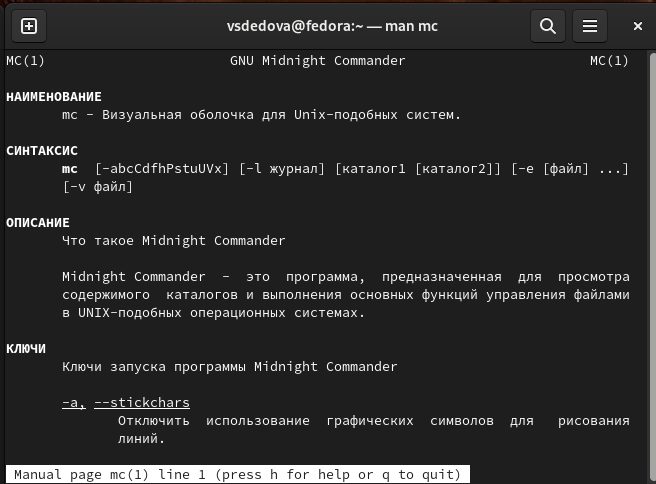 vsdedova@fedora:~ — man mc
MC(1) GNU Midnight Commander MC(1)
НАИМЕНОВАНИЕ
mc - Визуальная оболочка для Unix-подобных систем.
СИНТАКСИС
mc [-abcCdfhPstuUVx] [-l журнал] [каталог1 [каталог2]] [-e [файл] ...]
[-v файл]
ОПИСАНИЕ
Что такое Midnight Commander
Midnight Commander - это программа, предназначенная для просмотра
содержимого каталогов и выполнения основных функций управления файлами
в UNIX-подобных операционных системах.
КЛЮЧИ
Ключи запуска программы Midnight Commander
-a, --stickchars
Отключить использование графических символов для рисования
линий.
Manual page mc(1) line 1 (press h for help or q to quit)